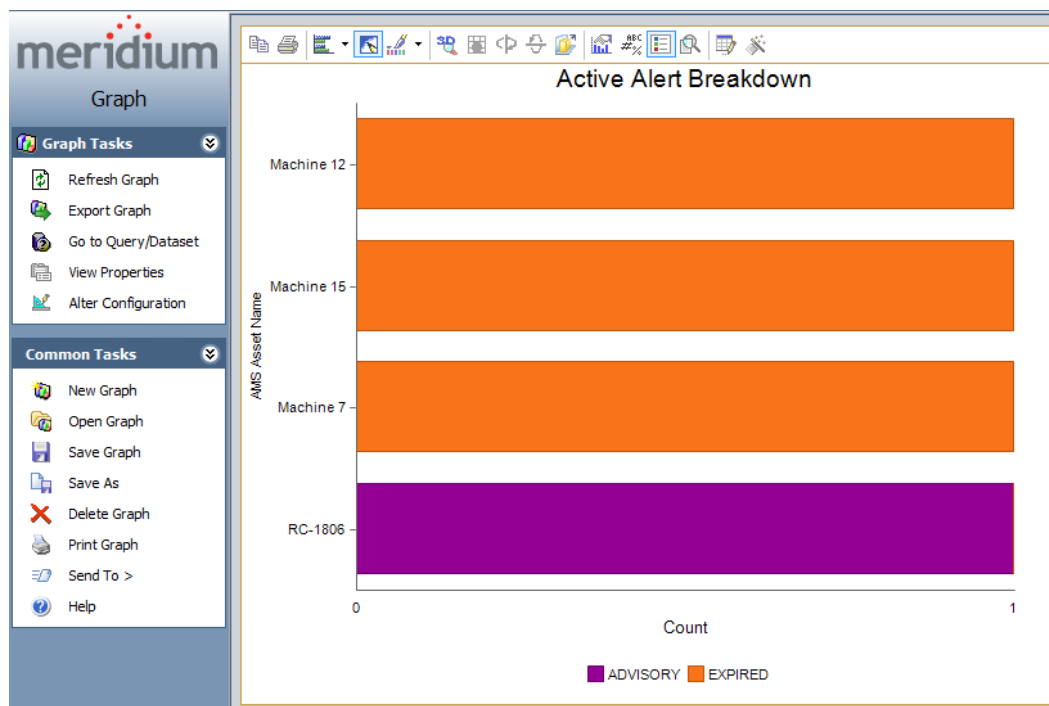 meridium
Graph
Graph Tasks
Refresh Graph
Export Graph
Go to Query/Dataset
View Properties
Alter Configuration
Common Tasks
New Graph
Open Graph
Save Graph
Save As
Delete Graph
Print Graph
Send To >
Help
3D
ABC
#%
Active Alert Breakdown
AMS Asset Name
Machine 12
Machine 15
Machine 7
RC-1806
0 1
Count
ADVISORY EXPIRED